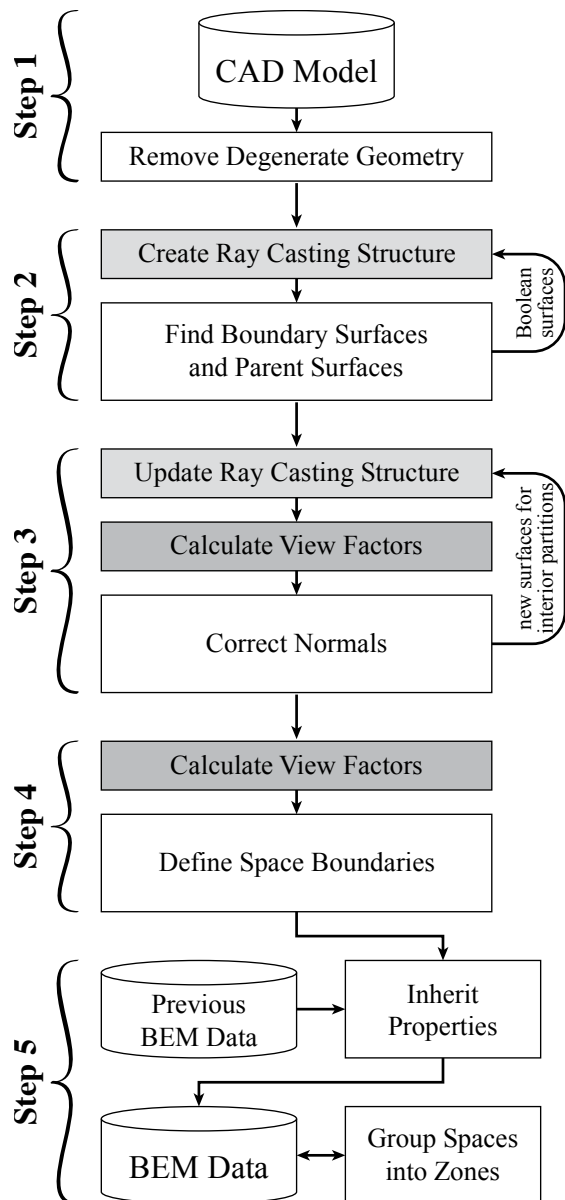 Step 1
CAD Model
Remove Degenerate Geometry
Step 2
Create Ray Casting Structure
Find Boundary Surfaces
and Parent Surfaces
Boolean
surfaces
Step 3
Update Ray Casting Structure
Calculate View Factors
Correct Normals
new surfaces for
interior partitions
Step 4
Calculate View Factors
Define Space Boundaries
Step 5
Previous
BEM Data
Inherit
Properties
BEM Data
Group Spaces
into Zones